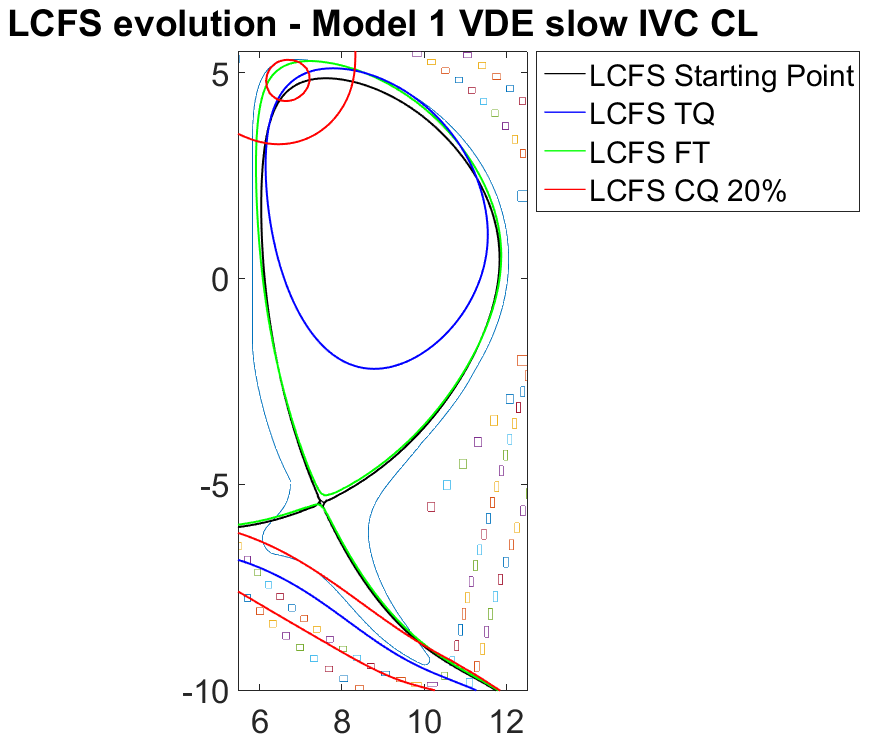 LCFS evolution - Model 1 VDE slow IVC CL
LCFS Starting Point
LCFS TQ
LCFS FT
LCFS CQ 20%
5
0
-5
-10
6 8 10 12